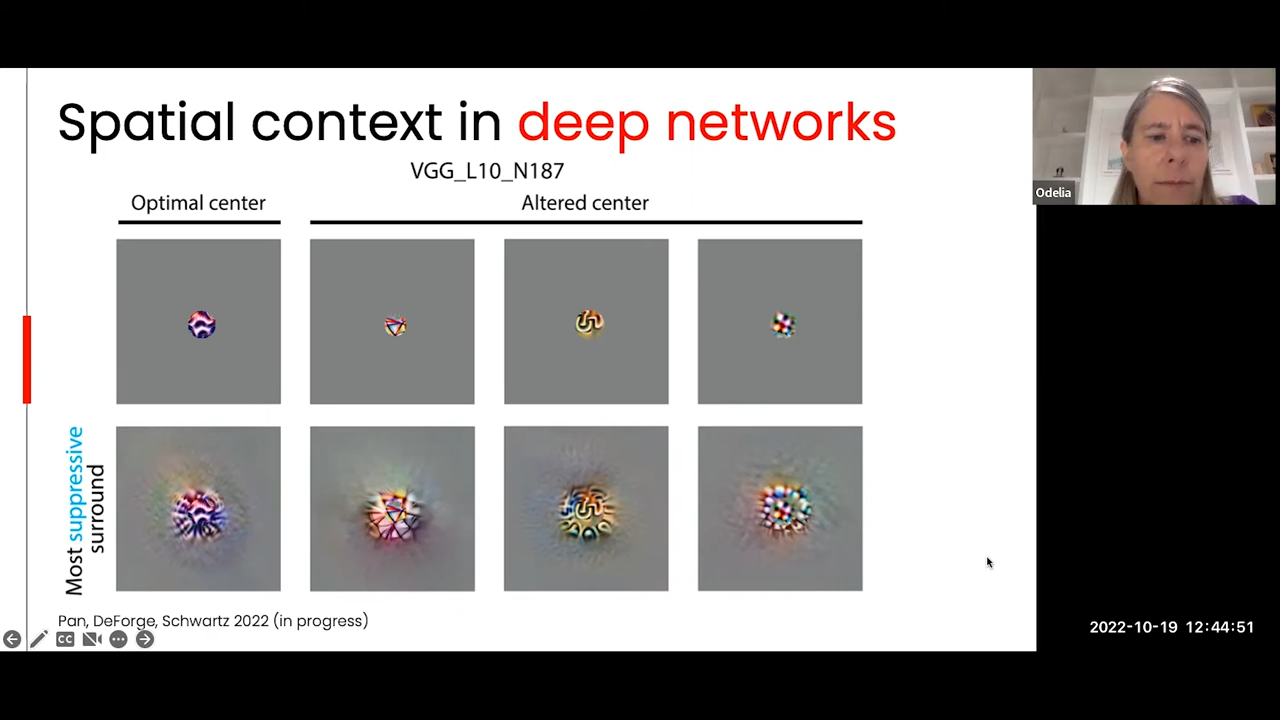 Spatial context in deep networks
VGG_L10_N187
Optimal center
Altered center
Most suppressive
surround
Pan, DeForge, Schwartz 2022 (in progress)
CC
Odelia
2022-10-19 12:44:51